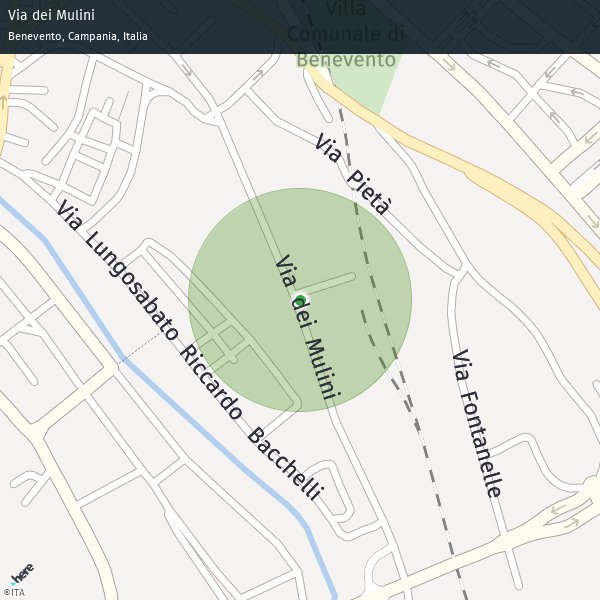 Via dei Mulini
Benevento, Campania, Italia
Villa
Comunale di
Benevento
Via Pietà
Via Lungosabato Riccardo Bacchelli
Via dei Mulini
Via Fontanelle
here
©ITA